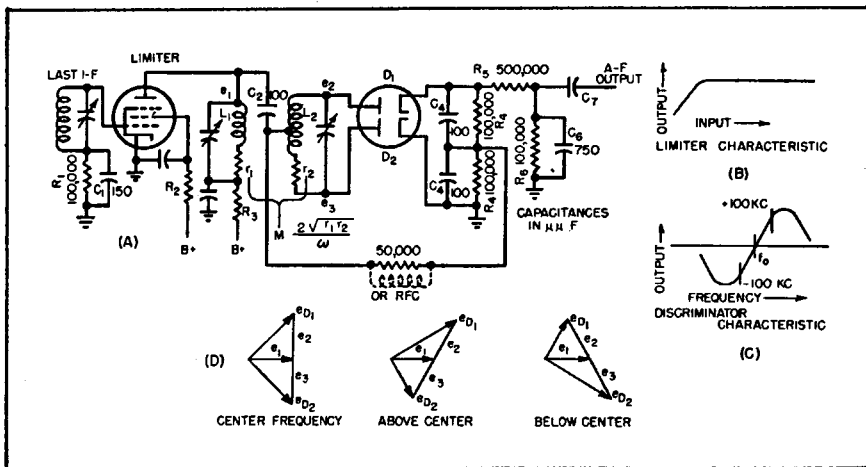 LIMITER
LAST I-F
R₁
100,000
C₁
150
R₂
B+
(A)
e₁
L₁
r₁
R₃
B+
C₂
100
L₂
r₂
M
2√r₁r₂
ω
e₂
e₃
D₁
D₂
C₄
100
R₄
100,000
C₄
100
R₄
100,000
R₅
500,000
R₆
100,000
C₆
750
C₇
A-F
OUTPUT
CAPACITANCES
IN μμF
50,000
OR RFC
OUTPUT
INPUT
LIMITER CHARACTERISTIC
(B)
+100KC
f₀
-100 KC
OUTPUT
FREQUENCY
DISCRIMINATOR
CHARACTERISTIC
(C)
(D)
eD₁
e₂
e₁
e₃
eD₂
CENTER FREQUENCY
eD₁
e₂
e₁
e₃
eD₂
ABOVE CENTER
eD₁
e₂
e₁
e₃
eD₂
BELOW CENTER